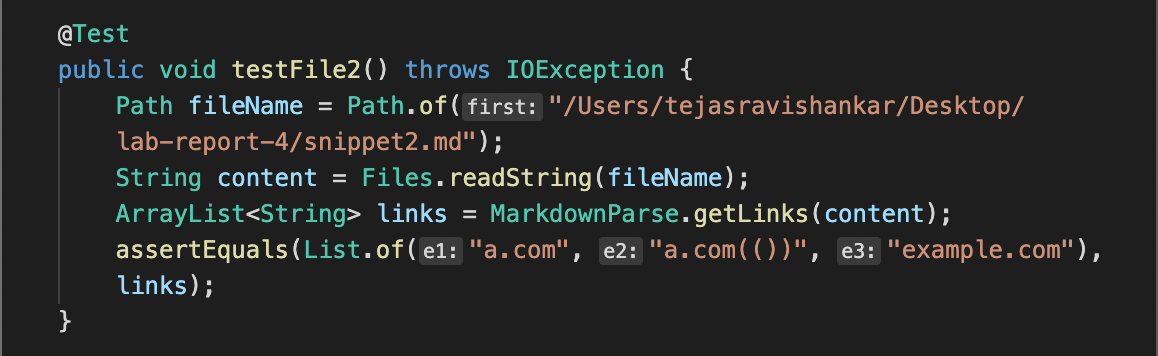 @Test
public void testFile2() throws IOException {
Path fileName = Path.of(first: "/Users/tejasravishankar/Desktop/
lab-report-4/snippet2.md");
String content = Files.readString(fileName);
ArrayList<String> links = MarkdownParse.getLinks(content);
assertEquals(List.of(e1: "a.com", e2: "a.com(())", e3: "example.com"),
links);
}